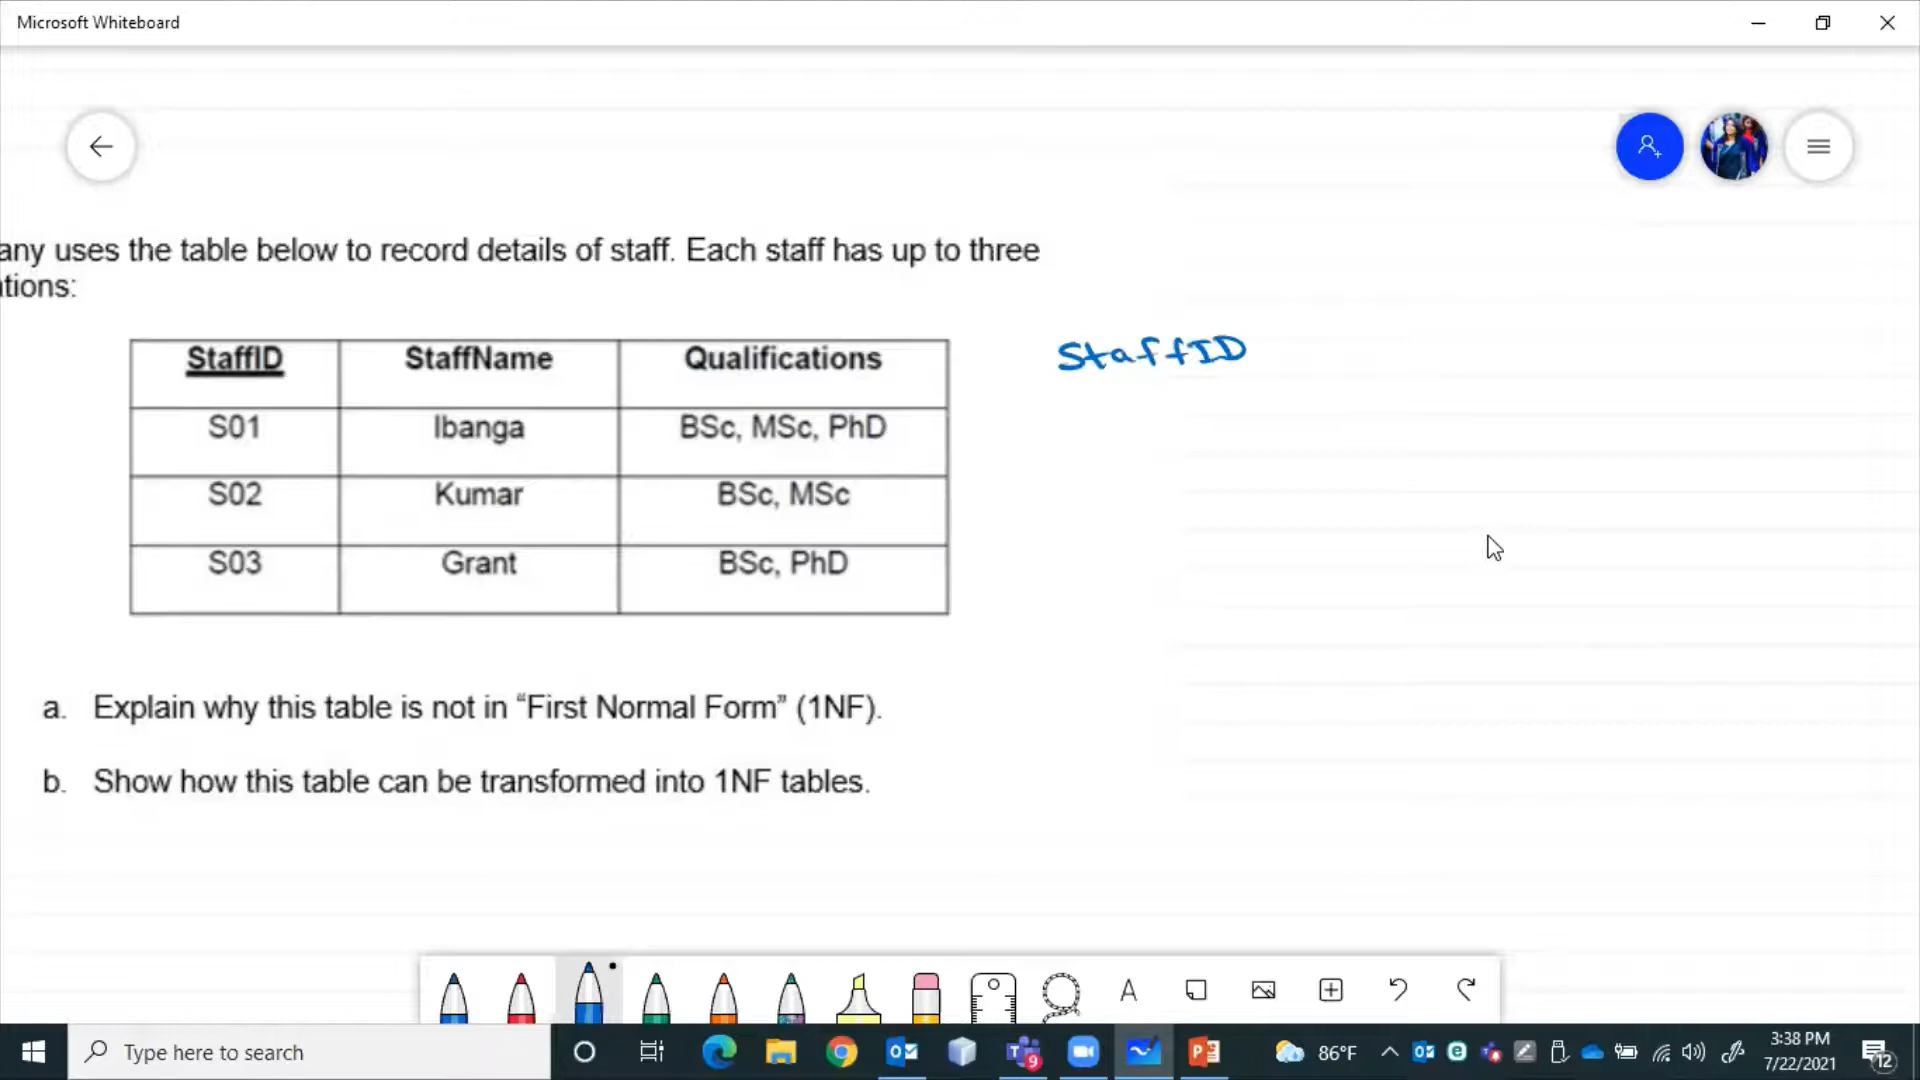 Microsoft Whiteboard
any uses the table below to record details of staff. Each staff has up to three
ations:
StaffID StaffName Qualifications
S01 Ibanga BSc, MSc, PhD
S02 Kumar BSc, MSc
S03 Grant BSc, PhD
StaffID
a. Explain why this table is not in “First Normal Form” (1NF).
b. Show how this table can be transformed into 1NF tables.
A
Type here to search
9
86°F
3:38 PM
7/22/2021
12